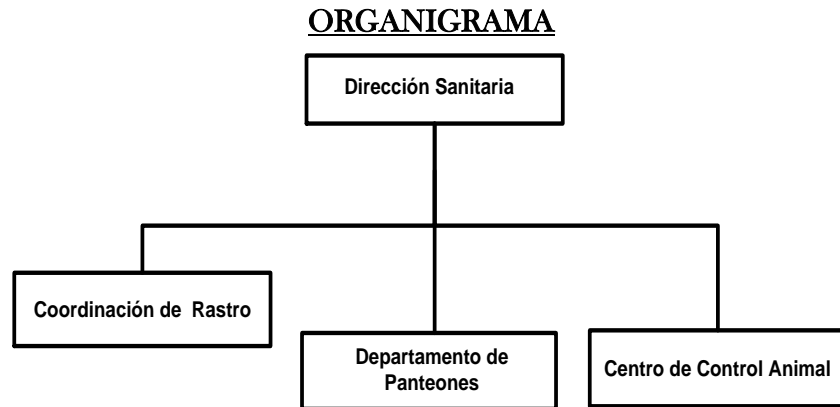 ORGANIGRAMA
Dirección Sanitaria
Coordinación de Rastro
Departamento de
Panteones
Centro de Control Animal